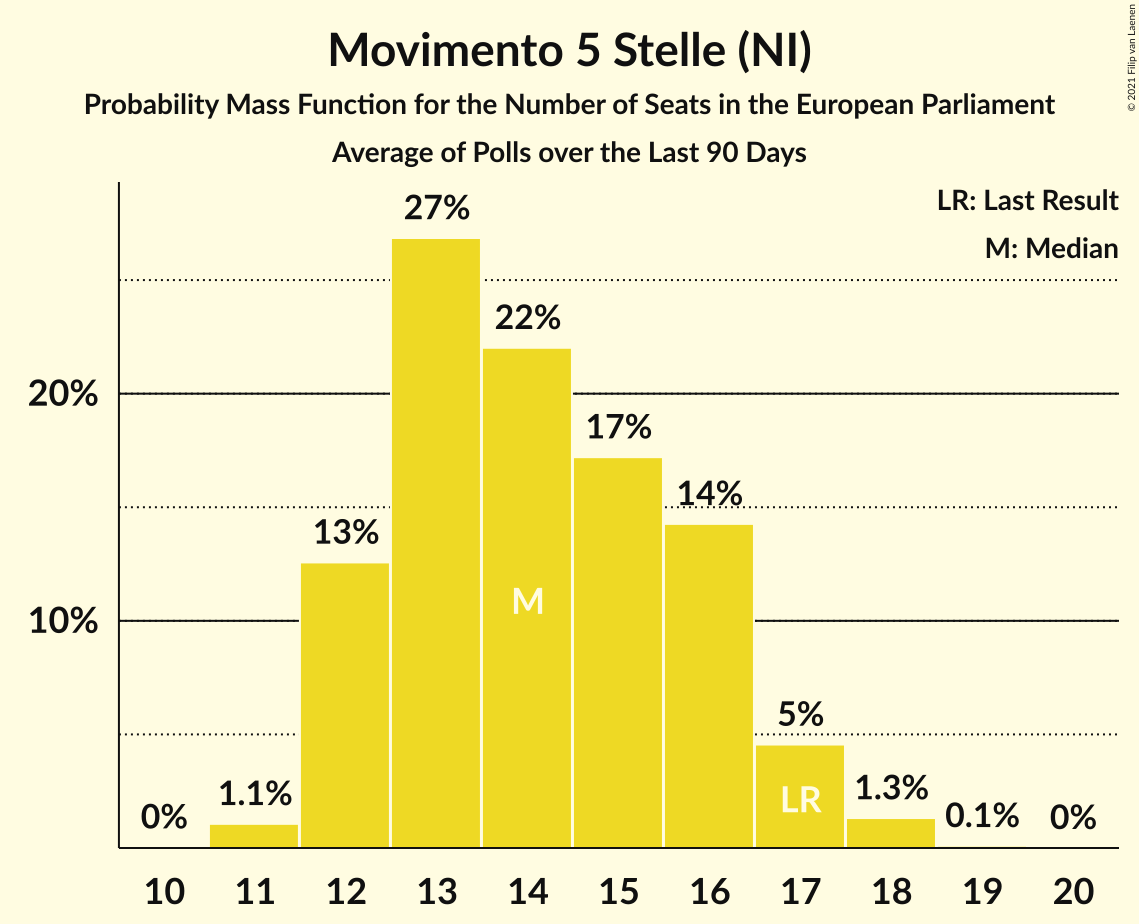 Movimento 5 Stelle (NI)
Probability Mass Function for the Number of Seats in the European Parliament
Average of Polls over the Last 90 Days
© 2021 Filip van Laenen
LR: Last Result
M: Median
27%
22%
20%
17%
14%
13%
M
10%
5%
LR
1.3%
1.1%
0%
0.1%
0%
10 11 12 13 14 15 16 17 18 19 20